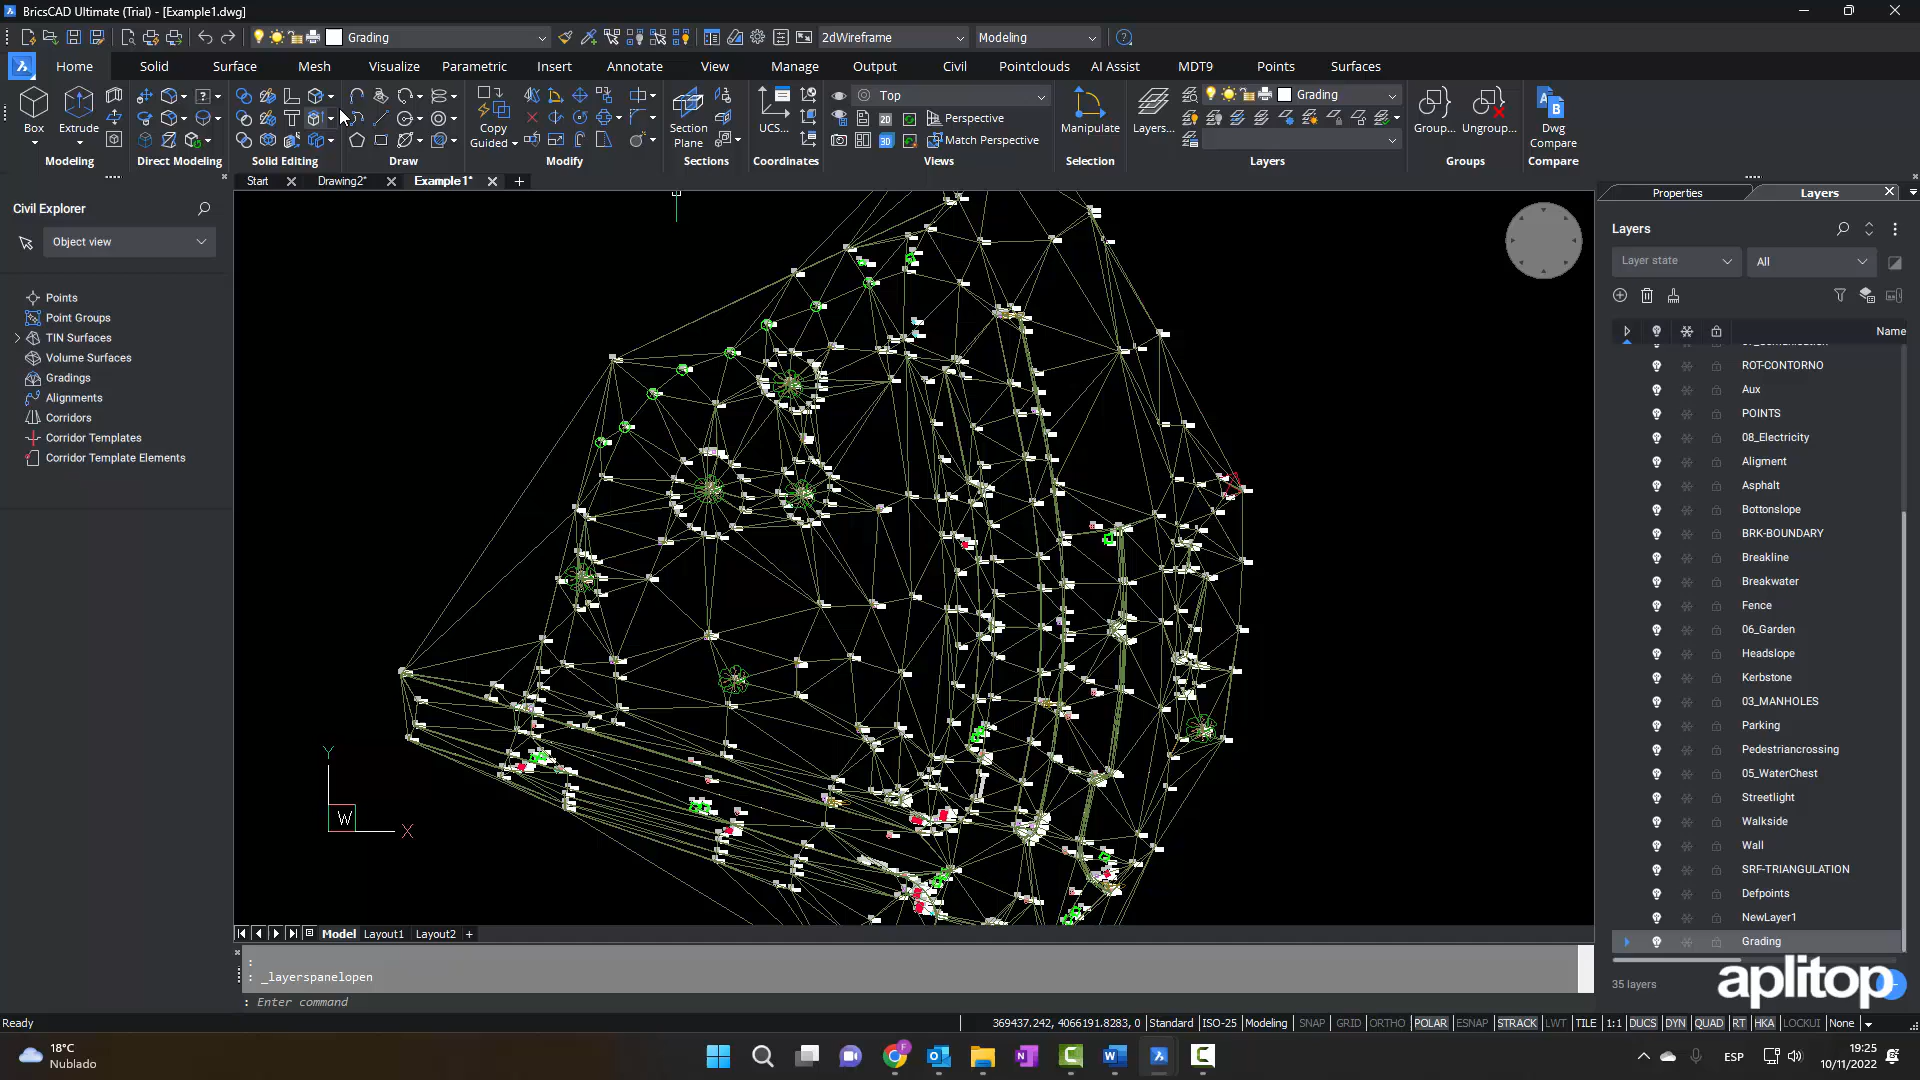 BricsCAD Ultimate (Trial) - [Example1.dwg]
Grading
2dWireframe
Modeling
Home
Solid
Surface
Mesh
Visualize
Parametric
Insert
Annotate
View
Manage
Output
Civil
Pointclouds
AI Assist
MDT9
Points
Surfaces
Box
Extrude
Modeling
Direct Modeling
Solid Editing
Draw
Copy
Guided
Modify
Section
Plane
Sections
UCS...
Coordinates
Top
Perspective
Match Perspective
Views
Manipulate
Selection
Layers...
Grading
Layers
Group...
Ungroup...
Groups
Dwg
Compare
Compare
Start
Drawing2*
Example1*
Civil Explorer
Object view
Points
Point Groups
TIN Surfaces
Volume Surfaces
Gradings
Alignments
Corridors
Corridor Templates
Corridor Template Elements
Y
W
X
Properties
Layers
Layers
Layer state
All
Name
ROT-CONTORNO
Aux
POINTS
08_Electricity
Aligment
Asphalt
Bottonslope
BRK-BOUNDARY
Breakline
Breakwater
Fence
06_Garden
Headslope
Kerbstone
03_MANHOLES
Parking
Pedestriancrossing
05_WaterChest
Streetlight
Walkside
Wall
SRF-TRIANGULATION
Defpoints
NewLayer1
Grading
35 layers
aplitop
Model
Layout1
Layout2
:
: _layerspanelopen
: Enter command
Ready
369437.242, 4066191.8283, 0
Standard
ISO-25
Modeling
SNAP
GRID
ORTHO
POLAR
ESNAP
STRACK
LWT
TILE
1:1
DUCS
DYN
QUAD
RT
HKA
LOCKUI
None
18°C
Nublado
ESP
19:25
10/11/2022